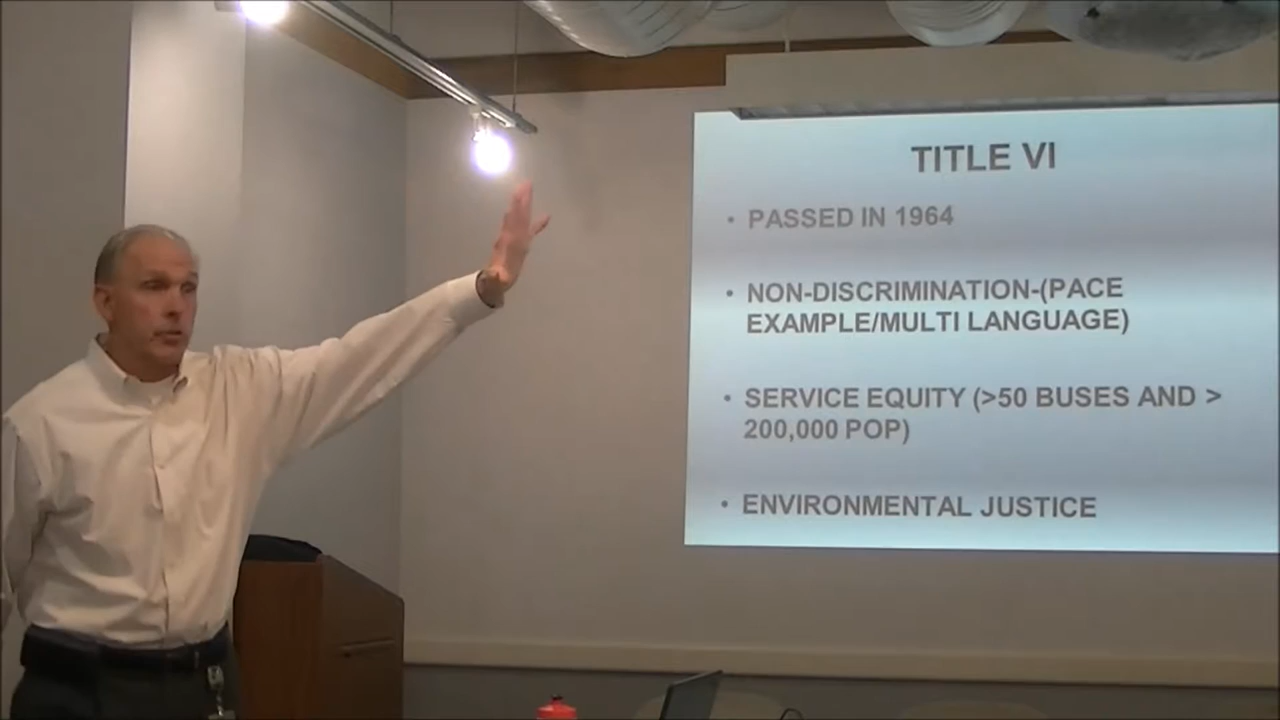 TITLE VI
• PASSED IN 1964
• NON-DISCRIMINATION-(PACE
EXAMPLE/MULTI LANGUAGE)
• SERVICE EQUITY (>50 BUSES AND >
200,000 POP)
• ENVIRONMENTAL JUSTICE